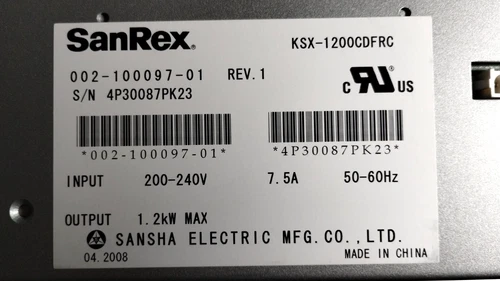 SanRex KSX-1200CDFRC
002-100097-01 REV.1
S/N 4P30087PK23
C RU US
*002-100097-01* *4P30087PK23*
INPUT 200-240V 7.5A 50-60Hz
OUTPUT 1.2kW MAX
SANSHA ELECTRIC MFG.CO.,LTD.
04.2008 MADE IN CHINA